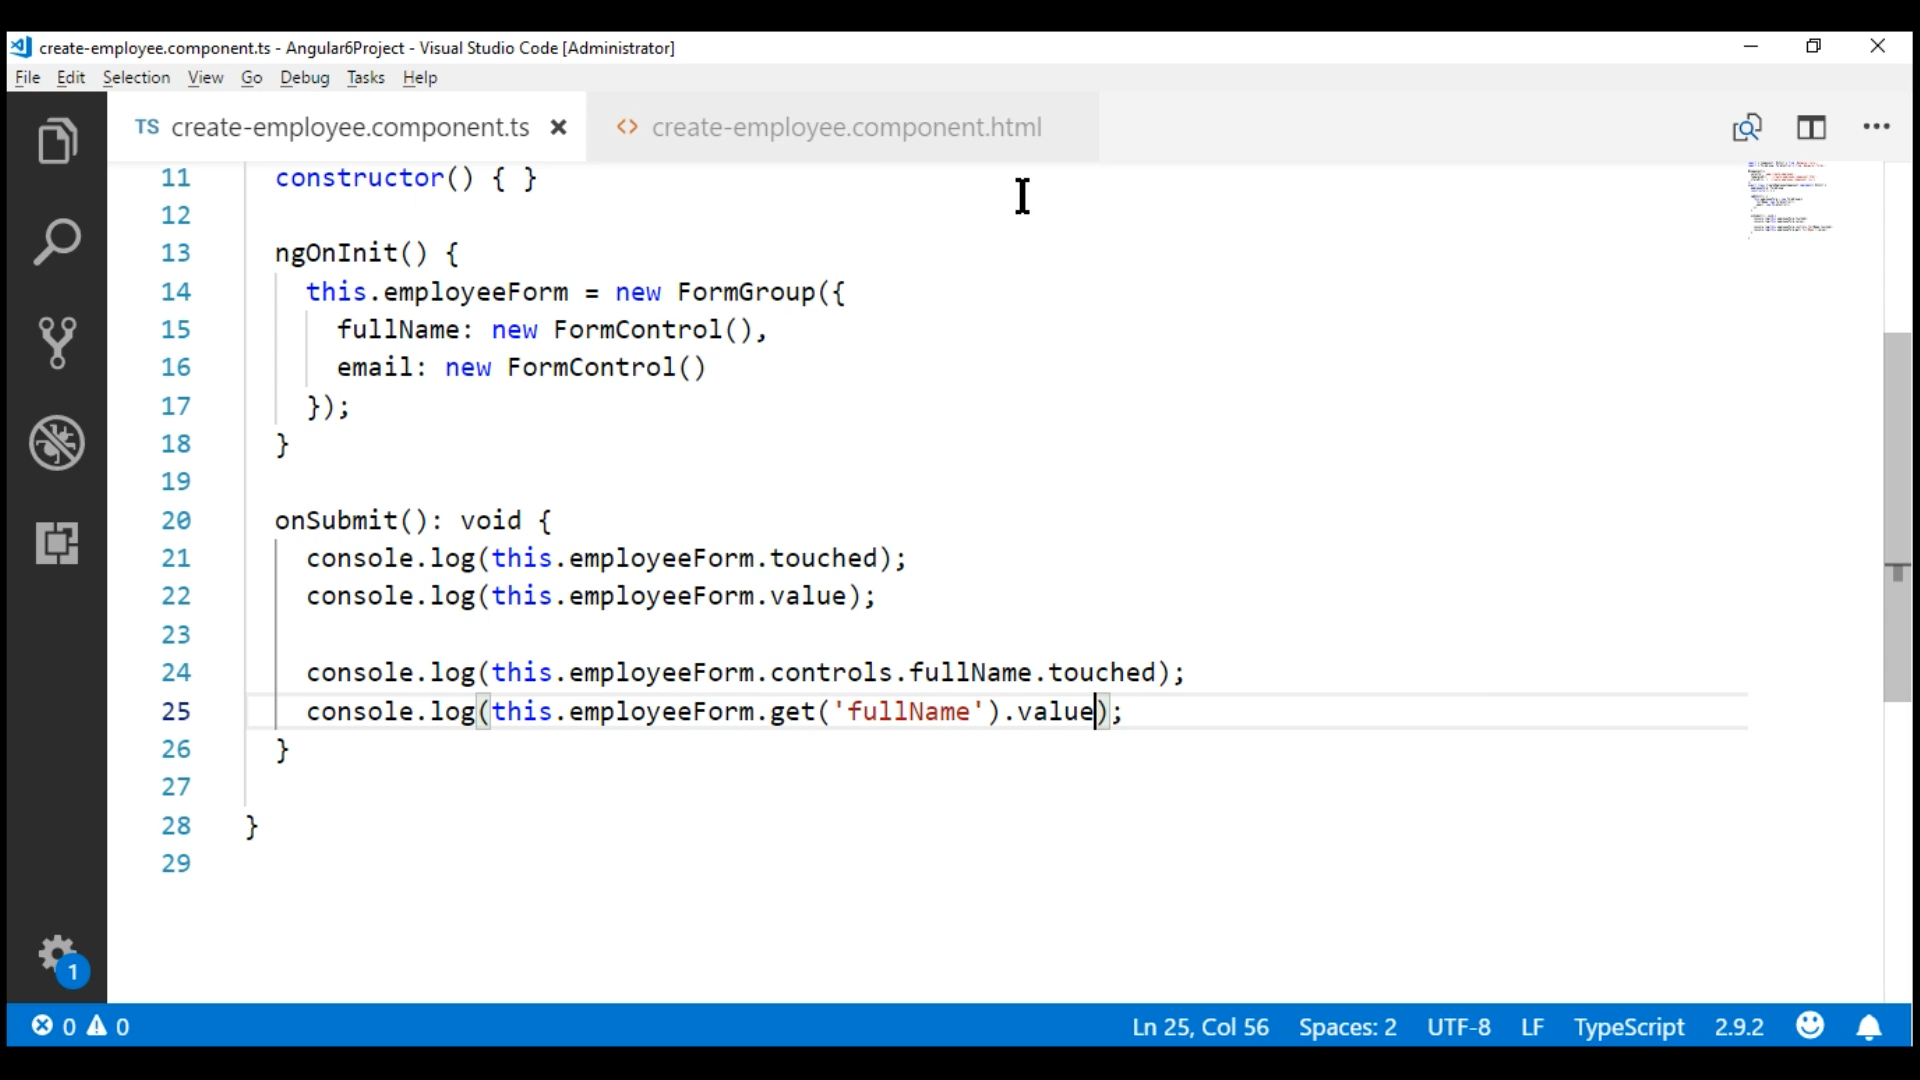 create-employee.component.ts - Angular6Project - Visual Studio Code [Administrator]
File Edit Selection View Go Debug Tasks Help
TS create-employee.component.ts <> create-employee.component.html
11 constructor() { }
12
13 ngOnInit() {
14 this.employeeForm = new FormGroup({
15 fullName: new FormControl(),
16 email: new FormControl()
17 });
18 }
19
20 onSubmit(): void {
21 console.log(this.employeeForm.touched);
22 console.log(this.employeeForm.value);
23
24 console.log(this.employeeForm.controls.fullName.touched);
25 console.log(this.employeeForm.get('fullName').value);
26 }
27
28 }
29
1
0 0 Ln 25, Col 56 Spaces: 2 UTF-8 LF TypeScript 2.9.2